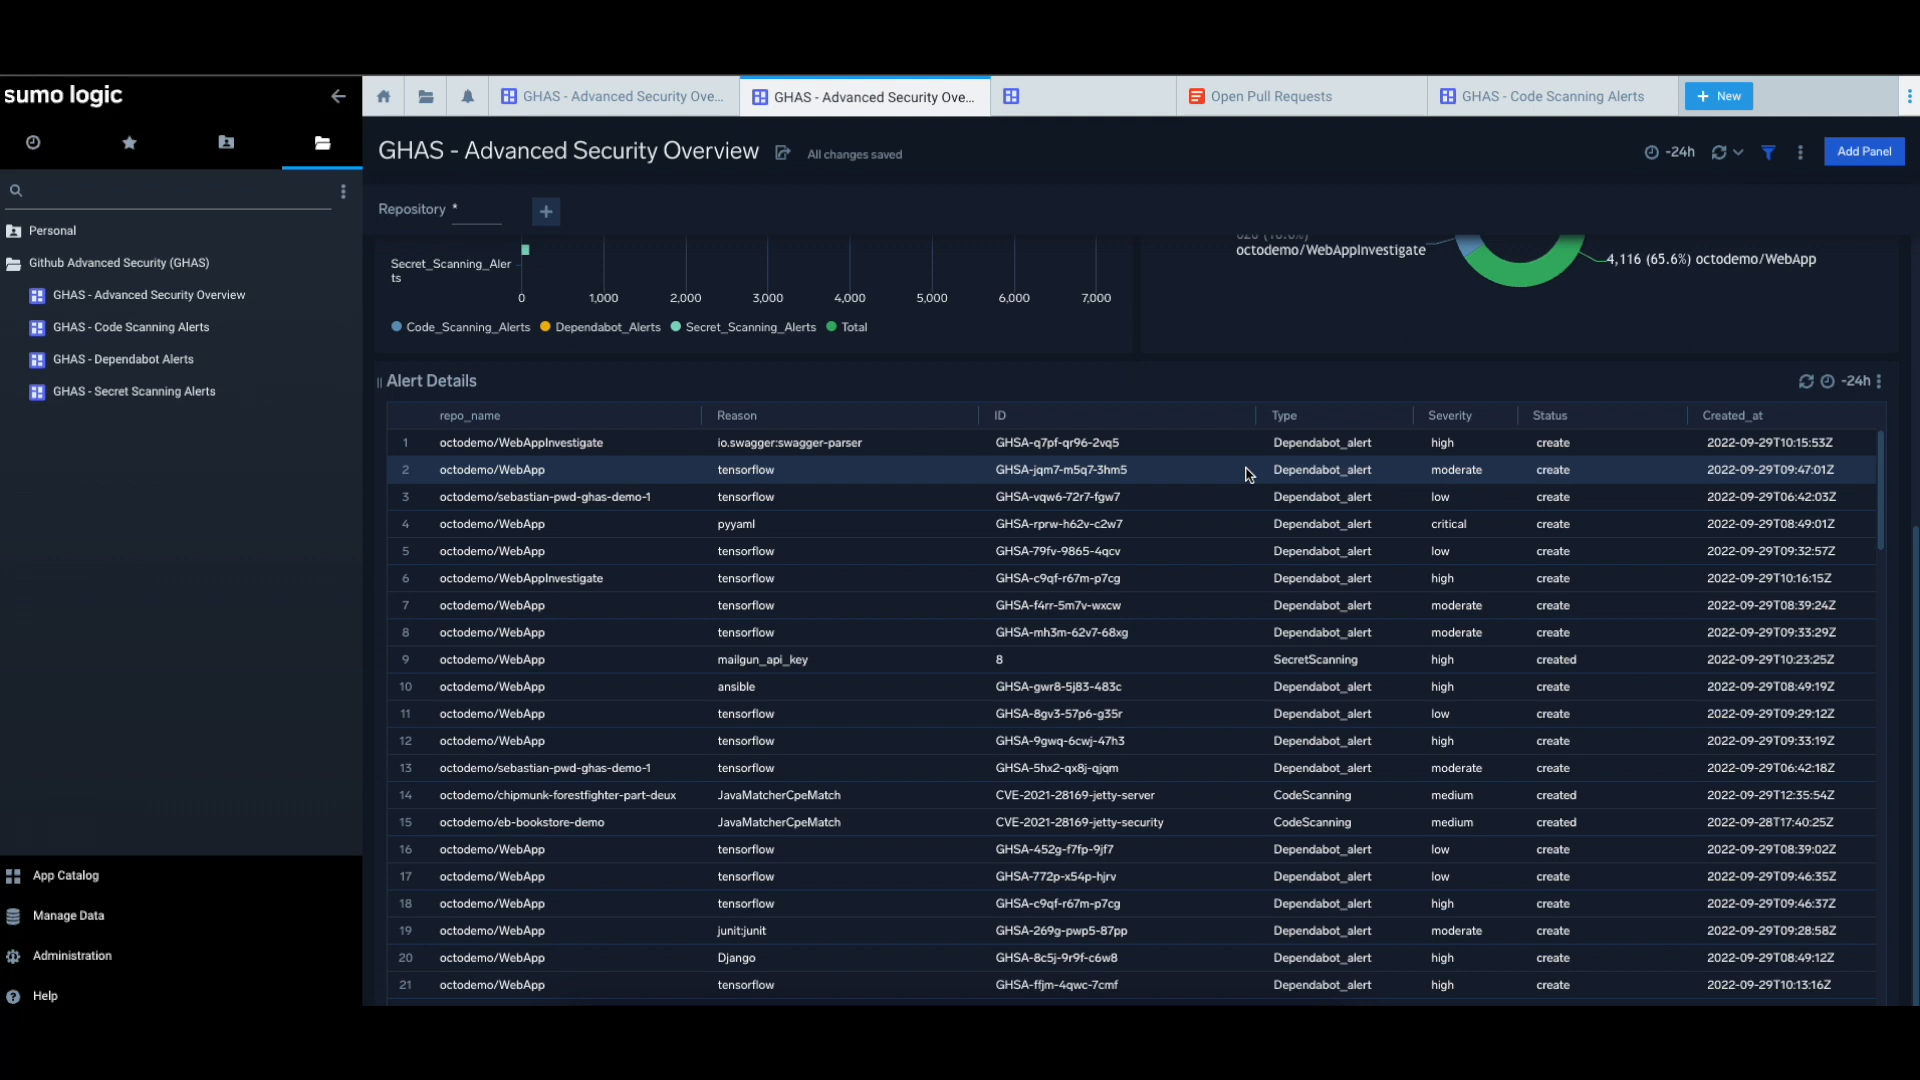 sumo logic
GHAS - Advanced Security Ove...
GHAS - Advanced Security Ove...
Open Pull Requests
GHAS - Code Scanning Alerts
+ New
GHAS - Advanced Security Overview
All changes saved
-24h
Add Panel
Repository *
Personal
Github Advanced Security (GHAS)
GHAS - Advanced Security Overview
GHAS - Code Scanning Alerts
GHAS - Dependabot Alerts
GHAS - Secret Scanning Alerts
App Catalog
Manage Data
Administration
Help
Secret_Scanning_Aler
ts
0 1,000 2,000 3,000 4,000 5,000 6,000 7,000
Code_Scanning_Alerts Dependabot_Alerts Secret_Scanning_Alerts Total
octodemo/WebAppInvestigate
4,116 (65.6%) octodemo/WebApp
Alert Details
-24h
repo_name Reason ID Type Severity Status Created_at
1 octodemo/WebAppInvestigate io.swagger:swagger-parser GHSA-q7pf-qr96-2vq5 Dependabot_alert high create 2022-09-29T10:15:53Z
2 octodemo/WebApp tensorflow GHSA-jqm7-m5q7-3hm5 Dependabot_alert moderate create 2022-09-29T09:47:01Z
3 octodemo/sebastian-pwd-ghas-demo-1 tensorflow GHSA-vqw6-72r7-fgw7 Dependabot_alert low create 2022-09-29T06:42:03Z
4 octodemo/WebApp pyyaml GHSA-rprw-h62v-c2w7 Dependabot_alert critical create 2022-09-29T08:49:01Z
5 octodemo/WebApp tensorflow GHSA-79fv-9865-4qcv Dependabot_alert low create 2022-09-29T09:32:57Z
6 octodemo/WebAppInvestigate tensorflow GHSA-c9qf-r67m-p7cg Dependabot_alert high create 2022-09-29T10:16:15Z
7 octodemo/WebApp tensorflow GHSA-f4rr-5m7v-wxcw Dependabot_alert moderate create 2022-09-29T08:39:24Z
8 octodemo/WebApp tensorflow GHSA-mh3m-62v7-68xg Dependabot_alert moderate create 2022-09-29T09:33:29Z
9 octodemo/WebApp mailgun_api_key 8 SecretScanning high created 2022-09-29T10:23:25Z
10 octodemo/WebApp ansible GHSA-gwr8-5j83-483c Dependabot_alert high create 2022-09-29T08:49:19Z
11 octodemo/WebApp tensorflow GHSA-8gv3-57p6-g35r Dependabot_alert low create 2022-09-29T09:29:12Z
12 octodemo/WebApp tensorflow GHSA-9gwq-6cwj-47h3 Dependabot_alert high create 2022-09-29T09:33:19Z
13 octodemo/sebastian-pwd-ghas-demo-1 tensorflow GHSA-5hx2-qx8j-qjqm Dependabot_alert moderate create 2022-09-29T06:42:18Z
14 octodemo/chipmunk-forestfighter-part-deux JavaMatcherCpeMatch CVE-2021-28169-jetty-server CodeScanning medium created 2022-09-29T12:35:54Z
15 octodemo/eb-bookstore-demo JavaMatcherCpeMatch CVE-2021-28169-jetty-security CodeScanning medium created 2022-09-28T17:40:25Z
16 octodemo/WebApp tensorflow GHSA-452g-f7fp-9jf7 Dependabot_alert low create 2022-09-29T08:39:02Z
17 octodemo/WebApp tensorflow GHSA-772p-x54p-hjrv Dependabot_alert low create 2022-09-29T09:46:35Z
18 octodemo/WebApp tensorflow GHSA-c9qf-r67m-p7cg Dependabot_alert high create 2022-09-29T09:46:37Z
19 octodemo/WebApp junit:junit GHSA-269g-pwp5-87pp Dependabot_alert moderate create 2022-09-29T09:28:58Z
20 octodemo/WebApp Django GHSA-8c5j-9r9f-c6w8 Dependabot_alert high create 2022-09-29T08:49:12Z
21 octodemo/WebApp tensorflow GHSA-ffjm-4qwc-7cmf Dependabot_alert high create 2022-09-29T10:13:16Z